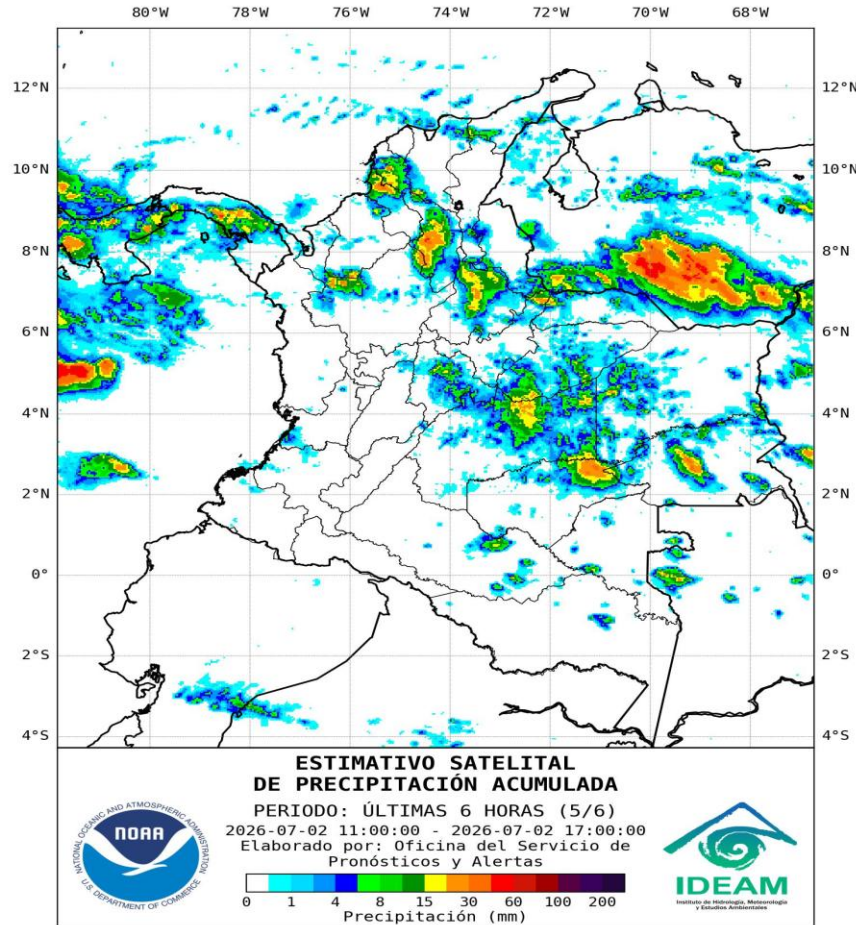 80°W 78°W 76°W 74°W 72°W 70°W 68°W
12°N 12°N
10°N 10°N
8°N 8°N
6°N 6°N
4°N 4°N
2°N 2°N
0° 0°
2°S 2°S
4°S 4°S
ESTIMATIVO SATELITAL
DE PRECIPITACIÓN ACUMULADA
PERIODO: ÚLTIMAS 6 HORAS (5/6)
2026-07-02 11:00:00 - 2026-07-02 17:00:00
Elaborado por: Oficina del Servicio de
Pronósticos y Alertas
0 1 4 8 15 30 60 100 200
Precipitación (mm)
NATIONAL OCEANIC AND ATMOSPHERIC ADMINISTRATION
NOAA
U.S. DEPARTMENT OF COMMERCE
IDEAM
Instituto de Hidrología, Meteorología
y Estudios Ambientales